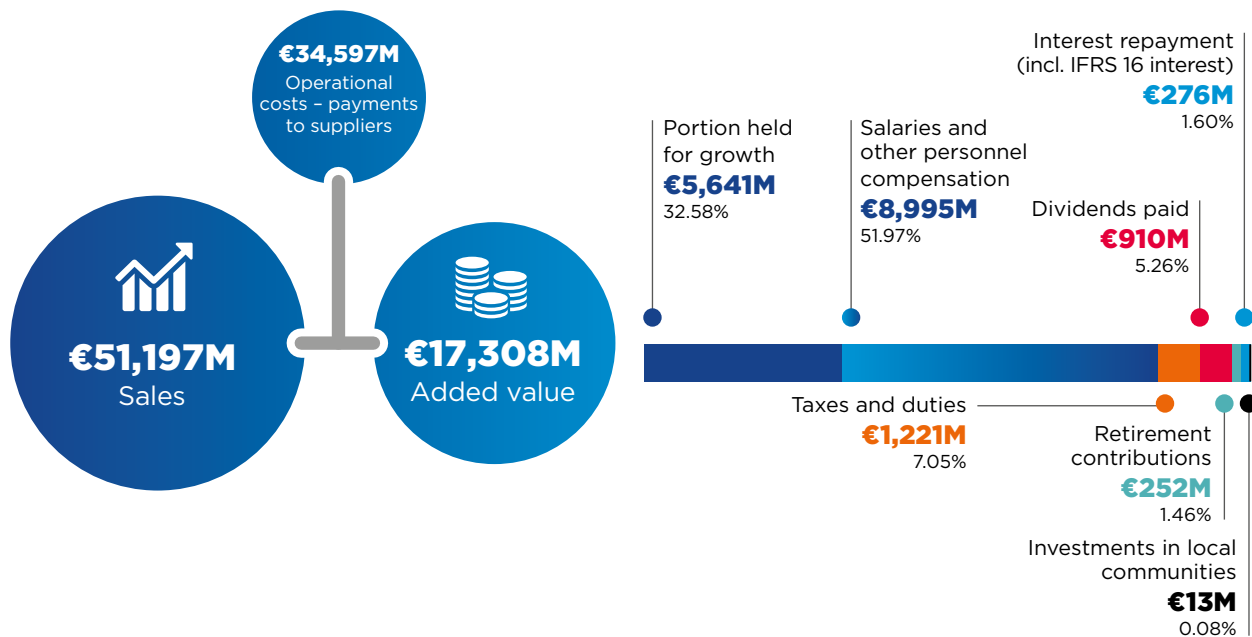 €34,597M
Operational
costs – payments
to suppliers
€51,197M
Sales
€17,308M
Added value
Portion held
for growth
€5,641M
32.58%
Salaries and
other personnel
compensation
€8,995M
51.97%
Dividends paid
€910M
5.26%
Interest repayment
(incl. IFRS 16 interest)
€276M
1.60%
Taxes and duties
€1,221M
7.05%
Retirement
contributions
€252M
1.46%
Investments in local
communities
€13M
0.08%